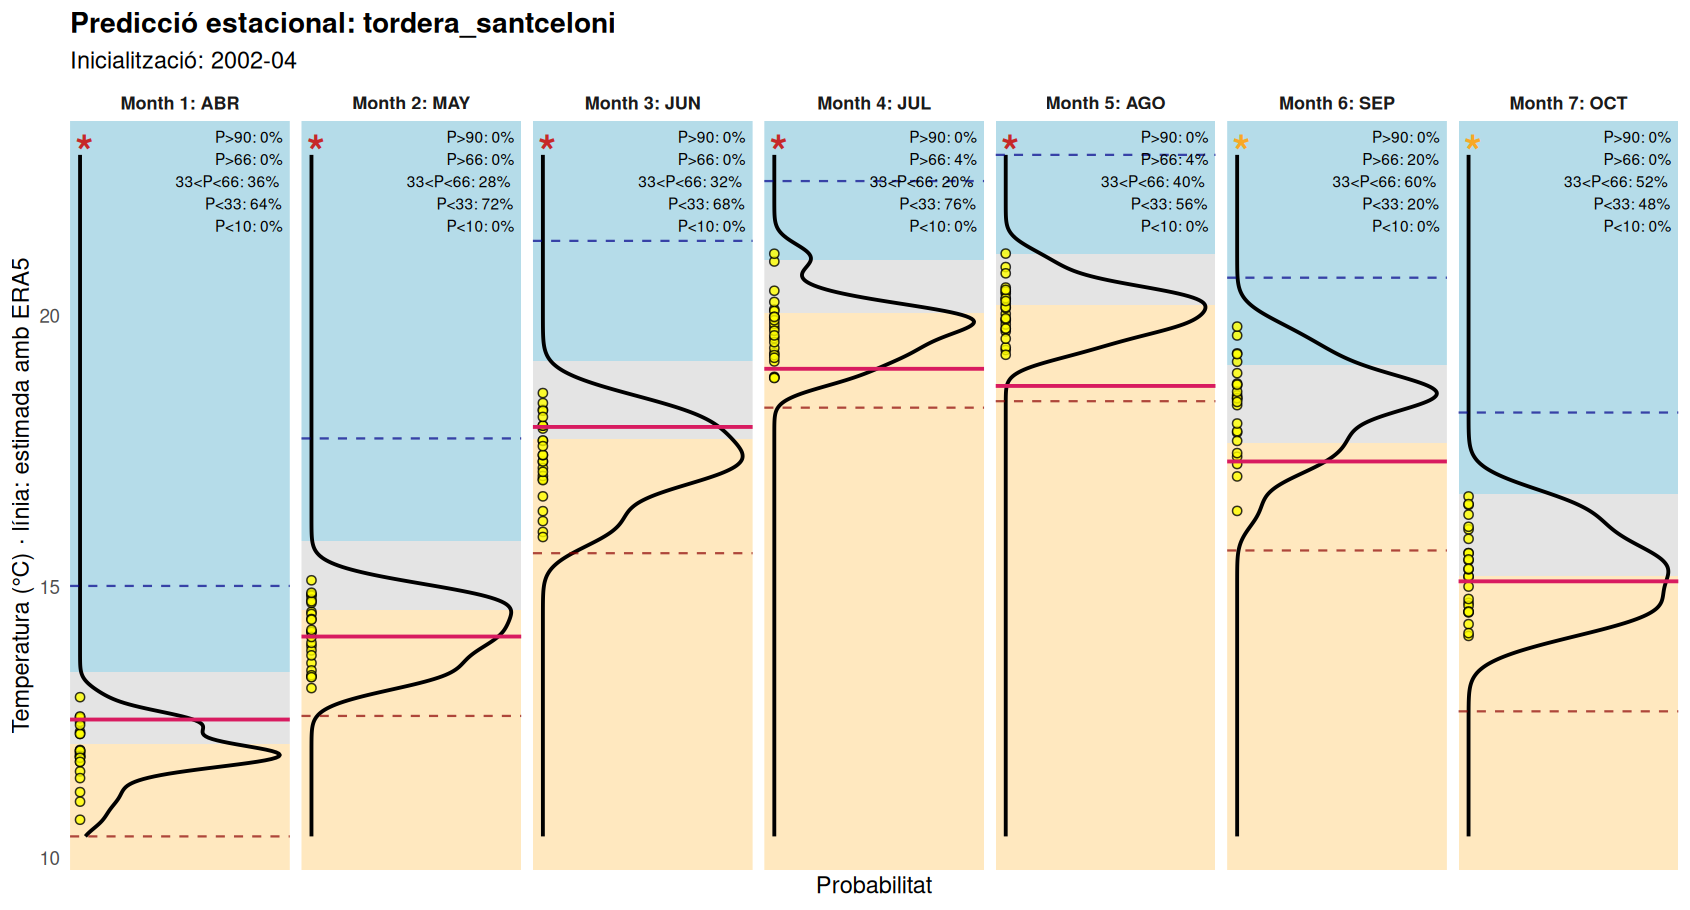 Predicció estacional: tordera_santceloni
Inicialització: 2002-04
Month 1: ABR
Month 2: MAY
Month 3: JUN
Month 4: JUL
Month 5: AGO
Month 6: SEP
Month 7: OCT
*
P>90: 0%
P>66: 0%
33<P<66: 36%
P<33: 64%
P<10: 0%
*
P>90: 0%
P>66: 0%
33<P<66: 28%
P<33: 72%
P<10: 0%
*
P>90: 0%
P>66: 0%
33<P<66: 32%
P<33: 68%
P<10: 0%
*
P>90: 0%
P>66: 4%
33<P<66: 20%
P<33: 76%
P<10: 0%
*
P>90: 0%
P>66: 4%
33<P<66: 40%
P<33: 56%
P<10: 0%
*
P>90: 0%
P>66: 20%
33<P<66: 60%
P<33: 20%
P<10: 0%
*
P>90: 0%
P>66: 0%
33<P<66: 52%
P<33: 48%
P<10: 0%
Temperatura (°C) · línia: estimada amb ERA5
20
15
10
Probabilitat